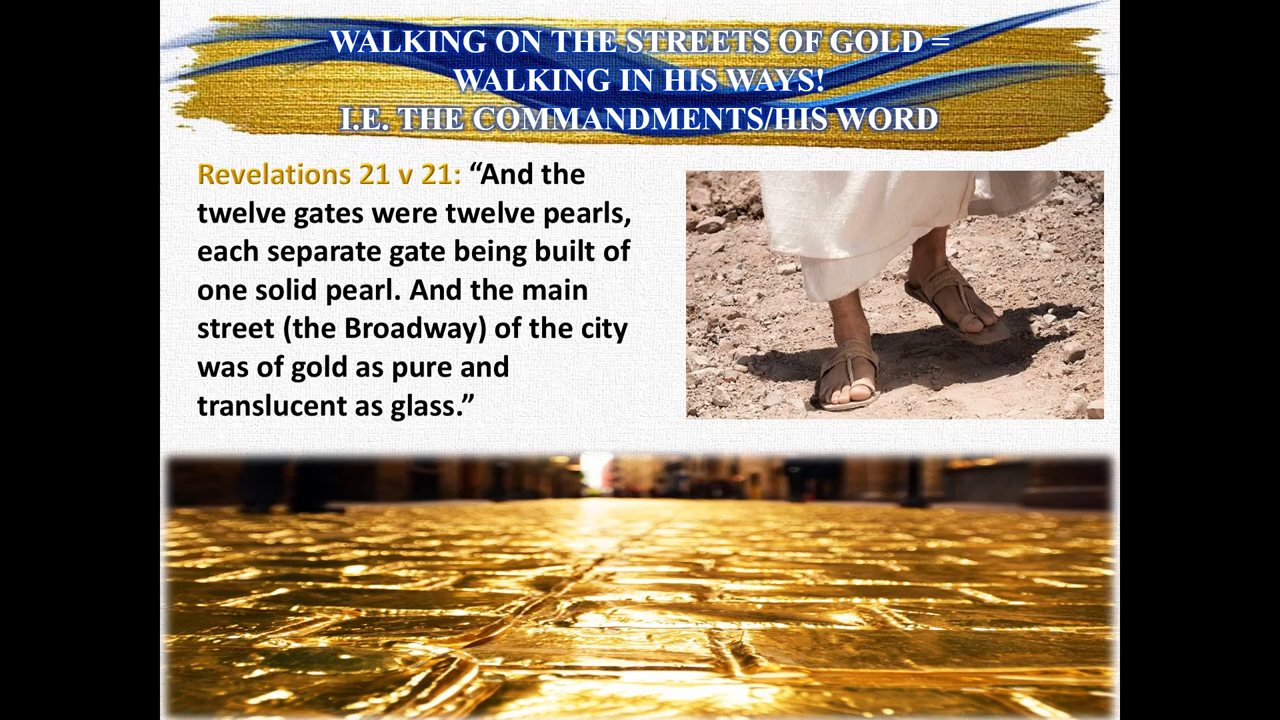 WALKING ON THE STREETS OF GOLD =
WALKING IN HIS WAYS!
I.E. THE COMMANDMENTS/HIS WORD
Revelations 21 v 21: “And the
twelve gates were twelve pearls,
each separate gate being built of
one solid pearl. And the main
street (the Broadway) of the city
was of gold as pure and
translucent as glass.”